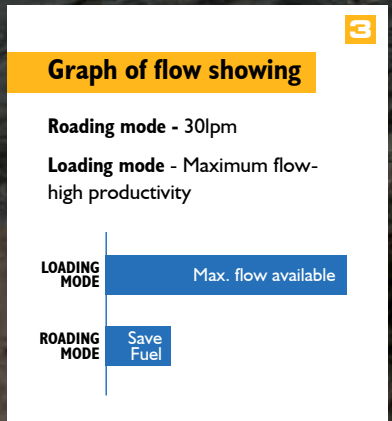 3
Graph of flow showing
Roading mode - 30lpm
Loading mode - Maximum flow-
high productivity
LOADING
MODE
Max. flow available
ROADING
MODE
Save
Fuel